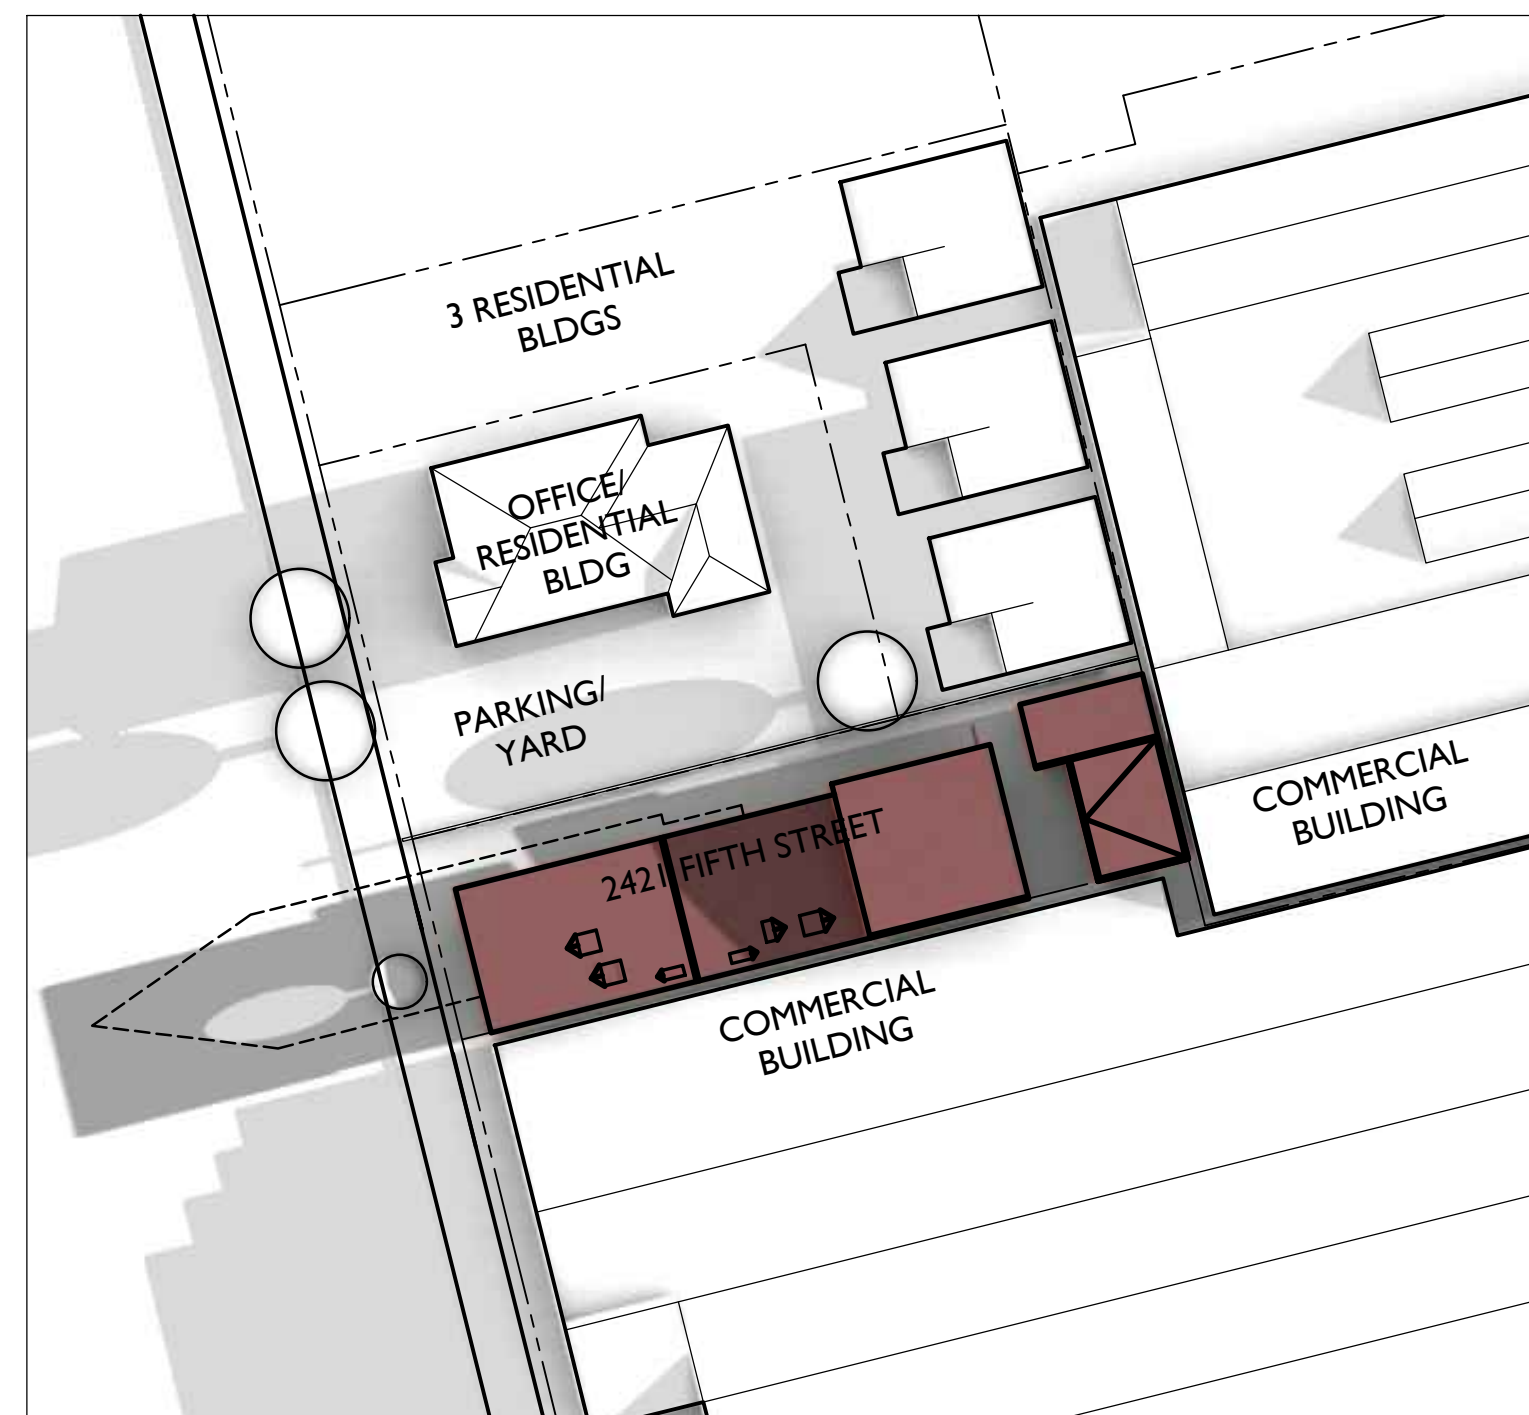 3 RESIDENTIAL
BLDGS
OFFICE/
RESIDENTIAL
BLDG
PARKING/
YARD
2421 FIFTH STREET
COMMERCIAL
BUILDING
COMMERCIAL
BUILDING